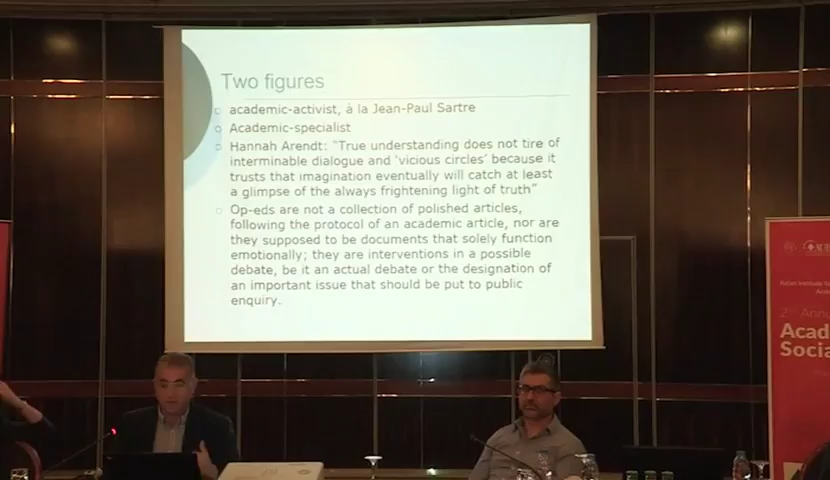 Two figures
academic-activist, à la Jean-Paul Sartre
Academic-specialist
Hannah Arendt: "True understanding does not tire of
interminable dialogue and 'vicious circles' because it
trusts that imagination eventually will catch at least
a glimpse of the always frightening light of truth"
Op-eds are not a collection of polished articles,
following the protocol of an academic article, nor are
they supposed to be documents that solely function
emotionally; they are interventions in a possible
debate, be it an actual debate or the designation of
an important issue that should be put to public
enquiry.
2nd Annu
Acad
Socia